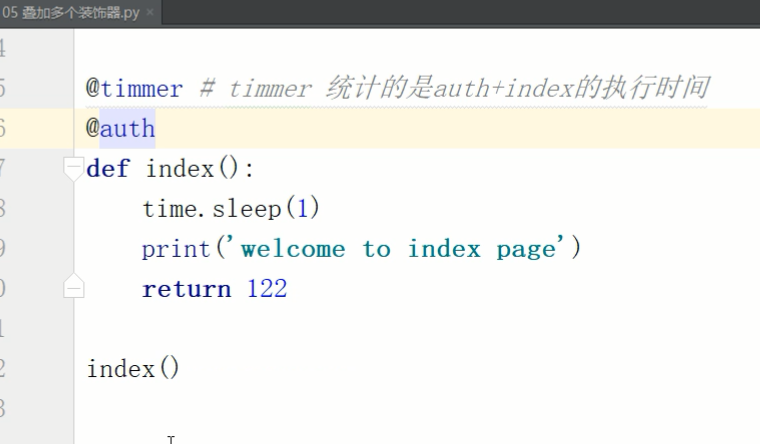 05 叠加多个装饰器.py ×
4
5 @timmer # timmer 统计的是auth+index的执行时间
6 @auth
7 def index():
8 time.sleep(1)
9 print('welcome to index page')
0 return 122
1
2 index()
3